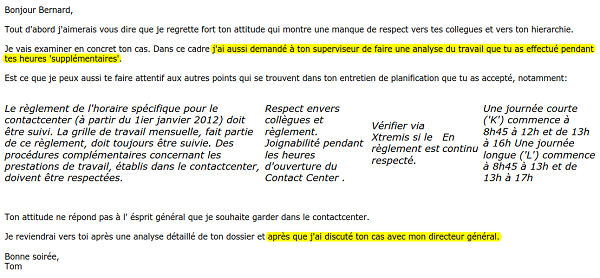 Bonjour Bernard,
Tout d'abord j'aimerais vous dire que je regrette fort ton attitude qui montre une manque de respect vers tes collegues et vers ton hierarchie.
Je vais examiner en concret ton cas. Dans ce cadre j'ai aussi demandé à ton superviseur de faire une analyse du travail que tu as effectué pendant
tes heures 'supplémentaires'.
Est ce que je peux aussi te faire attentif aux autres points qui se trouvent dans ton entretien de planification que tu as accepté, notamment:
Le règlement de l'horaire spécifique pour le
contactcenter (à partir du 1ier janvier 2012) doit
être suivi. La grille de travail mensuelle, fait partie
de ce règlement, doit toujours être suivie. Des
procédures complémentaires concernant les
prestations de travail, établis dans le contactcenter,
doivent être respectées.
Respect envers
collègues et
règlement.
Joignabilité pendant
les heures
d'ouverture du
Contact Center .
Vérifier via
Xtremis si le En
règlement est continu
respecté.
Une journée courte
('K') commence à
8h45 à 12h et de 13h
à 16h Une journée
longue ('L') commence
à 8h45 à 13h et de
13h à 17h
Ton attitude ne répond pas à l' ésprit général que je souhaite garder dans le contactcenter.
Je reviendrai vers toi après une analyse détaillé de ton dossier et après que j'ai discuté ton cas avec mon directeur général.
Bonne soirée,
Tom